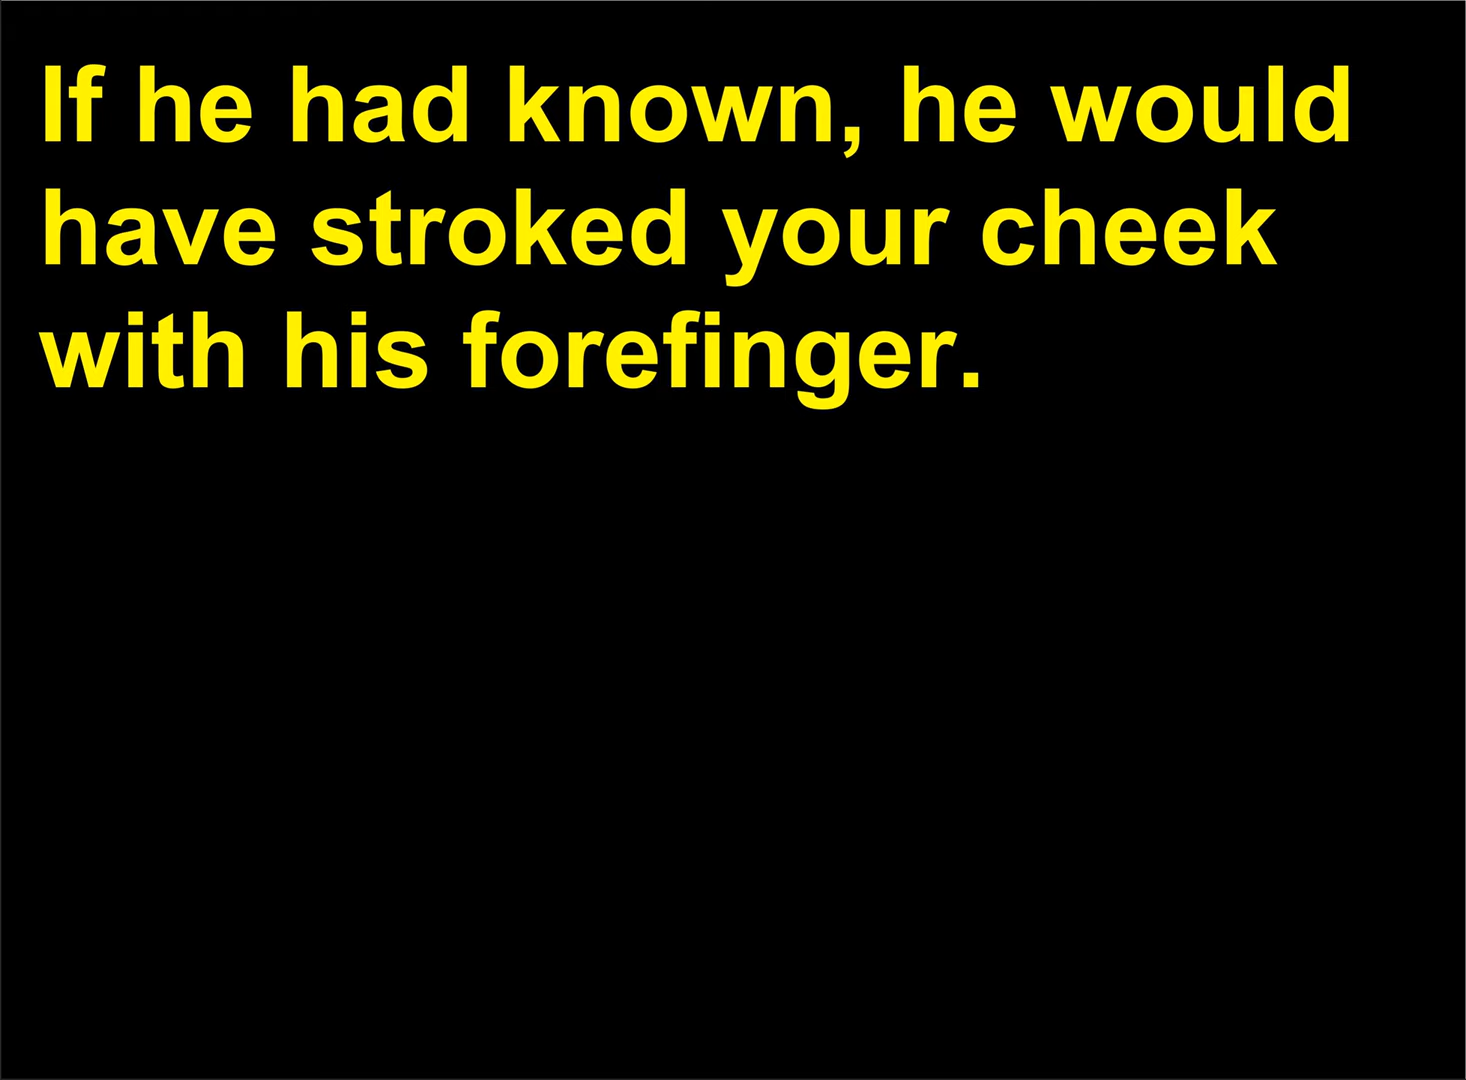 If he had known, he would
have stroked your cheek
with his forefinger.